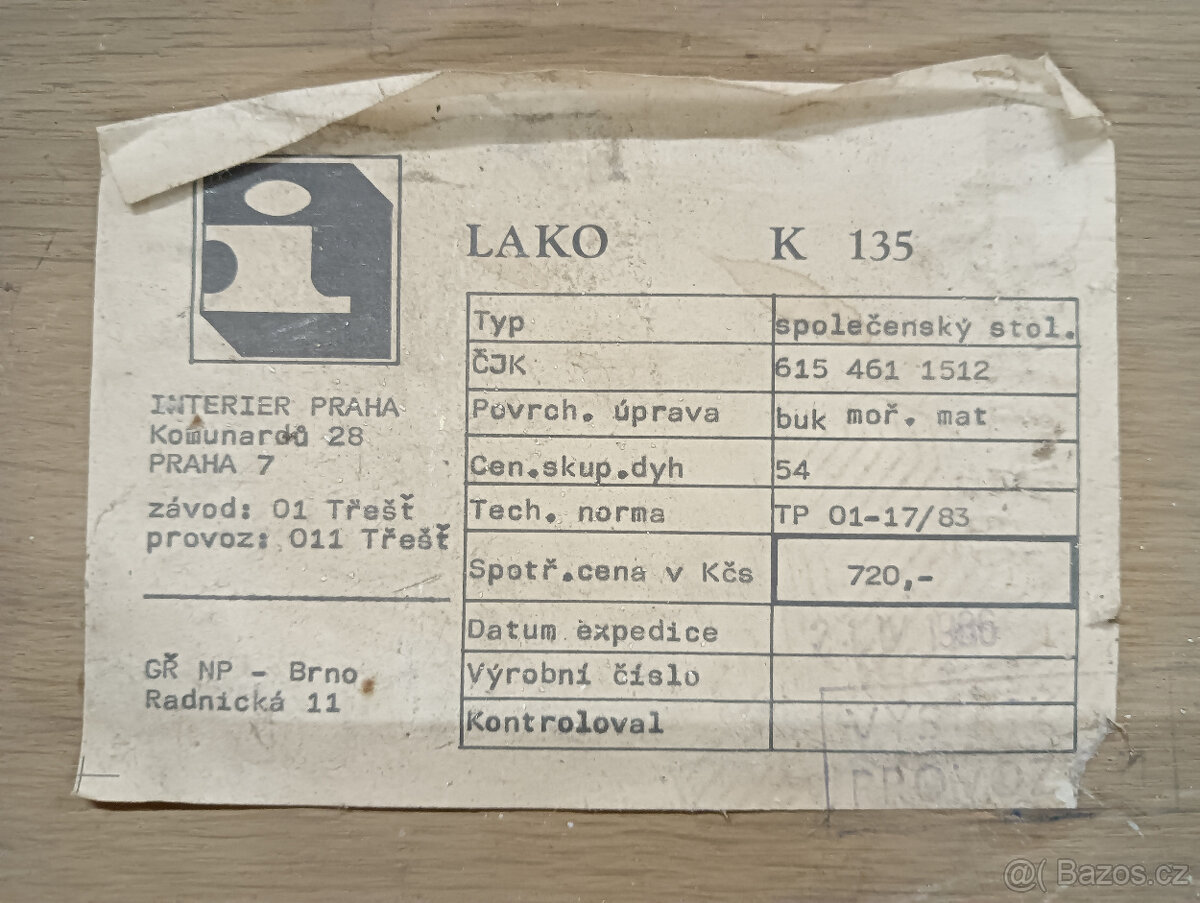 LAKO K 135
Typ společenský stol.
ČJK 615 461 1512
Povrch. úprava buk moř. mat
Cen.skup.dyh 54
Tech. norma TP 01-17/83
Spotř.cena v Kčs 720,-
Datum expedice
Výrobní číslo
Kontroloval
INTERIER PRAHA
Komunardů 28
PRAHA 7
závod: 01 Třešť
provoz: 011 Třešť
GŘ NP - Brno
Radnická 11
PROVOZ
@( Bazos.cz